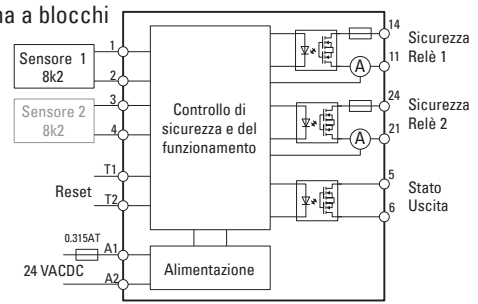 na a blocchi
Sensore 1
8k2
1
2
Sensore 2
8k2
3
4
Reset
T1
T2
0.315AT
24 VACDC
A1
A2
Controllo di
sicurezza e del
funzionamento
Alimentazione
14
11
A
Sicurezza
Relè 1
24
21
A
Sicurezza
Relè 2
5
6
Stato
Uscita